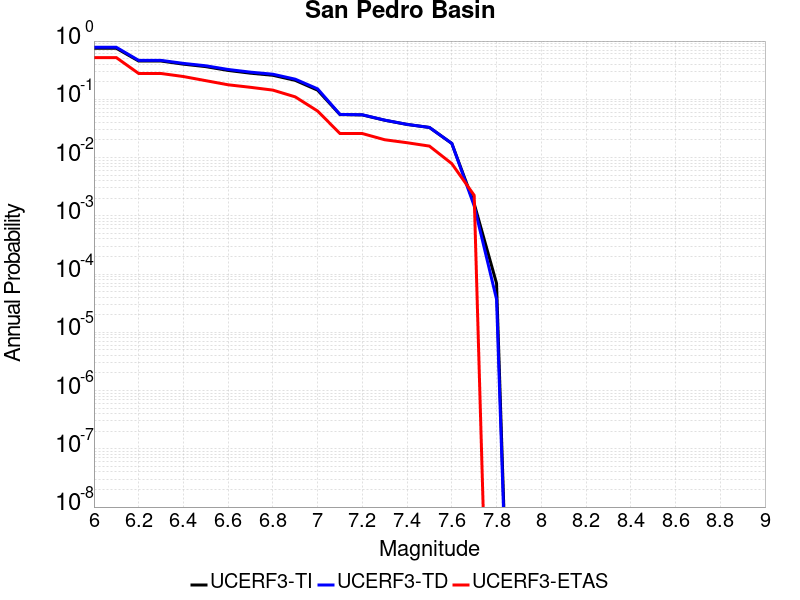 San Pedro Basin
10^0
10^-1
10^-2
10^-3
10^-4
10^-5
10^-6
10^-7
10^-8
Annual Probability
6 6.2 6.4 6.6 6.8 7 7.2 7.4 7.6 7.8 8 8.2 8.4 8.6 8.8 9
Magnitude
UCERF3-TI UCERF3-TD UCERF3-ETAS